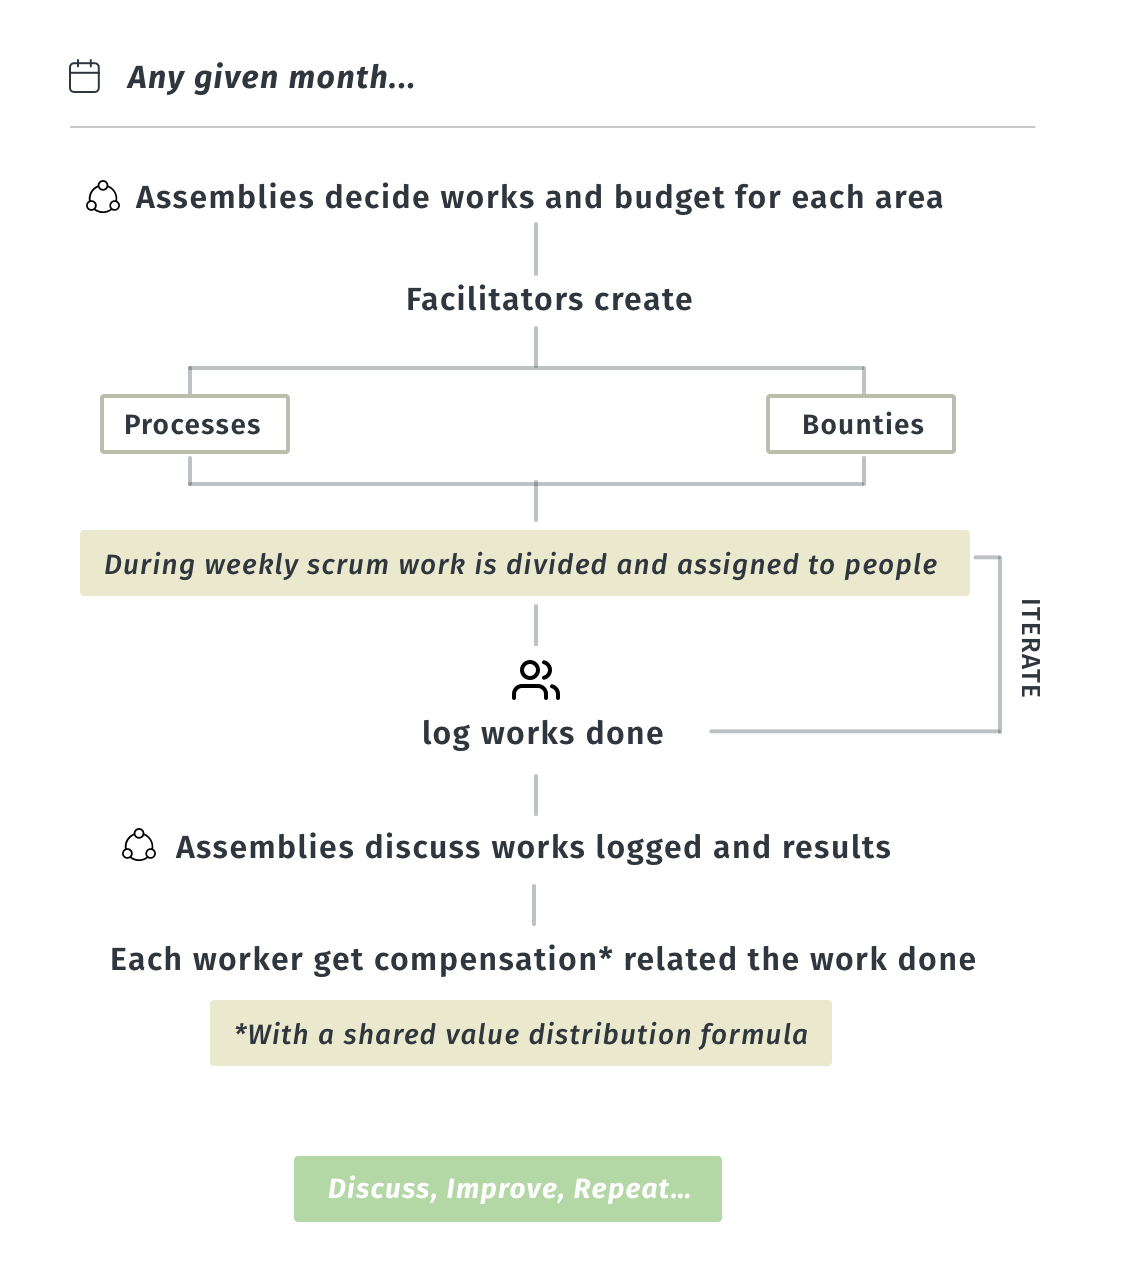 Any given month...
Assemblies decide works and budget for each area
Facilitators create
Processes
Bounties
During weekly scrum work is divided and assigned to people
ITERATE
log works done
Assemblies discuss works logged and results
Each worker get compensation* related the work done
*With a shared value distribution formula
Discuss, Improve, Repeat...